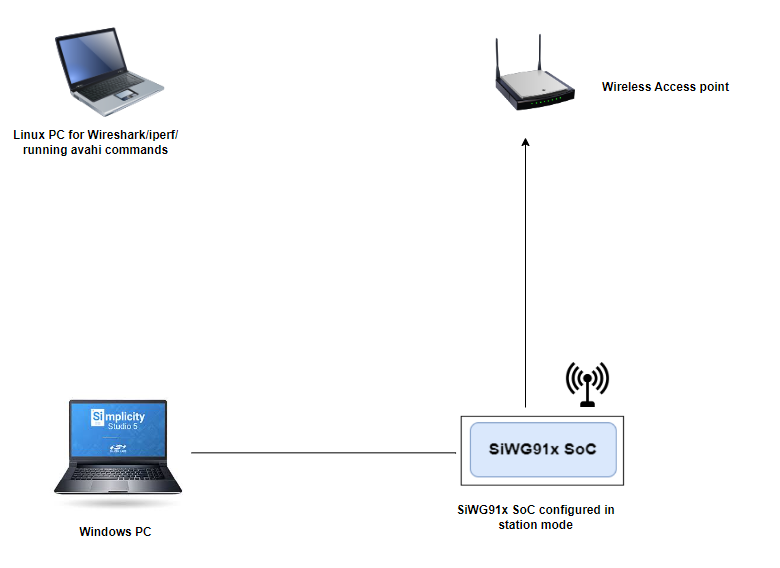 Linux PC for Wireshark/iperf/
running avahi commands
Wireless Access point
Simplicity
Studio 5
Windows PC
SiWG91x SoC
SiWG91x SoC configured in
station mode